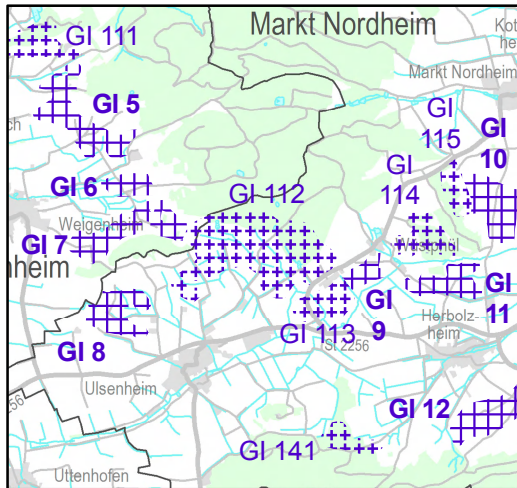 Markt Nordheim
GI 111
Markt Nordheim
GI 5
GI
115
GI
10
GI 6
GI 112
GI
114
Weigenheim
GI 7
nheim
GI
9
GI
11
GI 113
Herbolz-
heim
GI 8
St 2256
Ulsenheim
GI 12
2256
GI 141
Uttenhofen